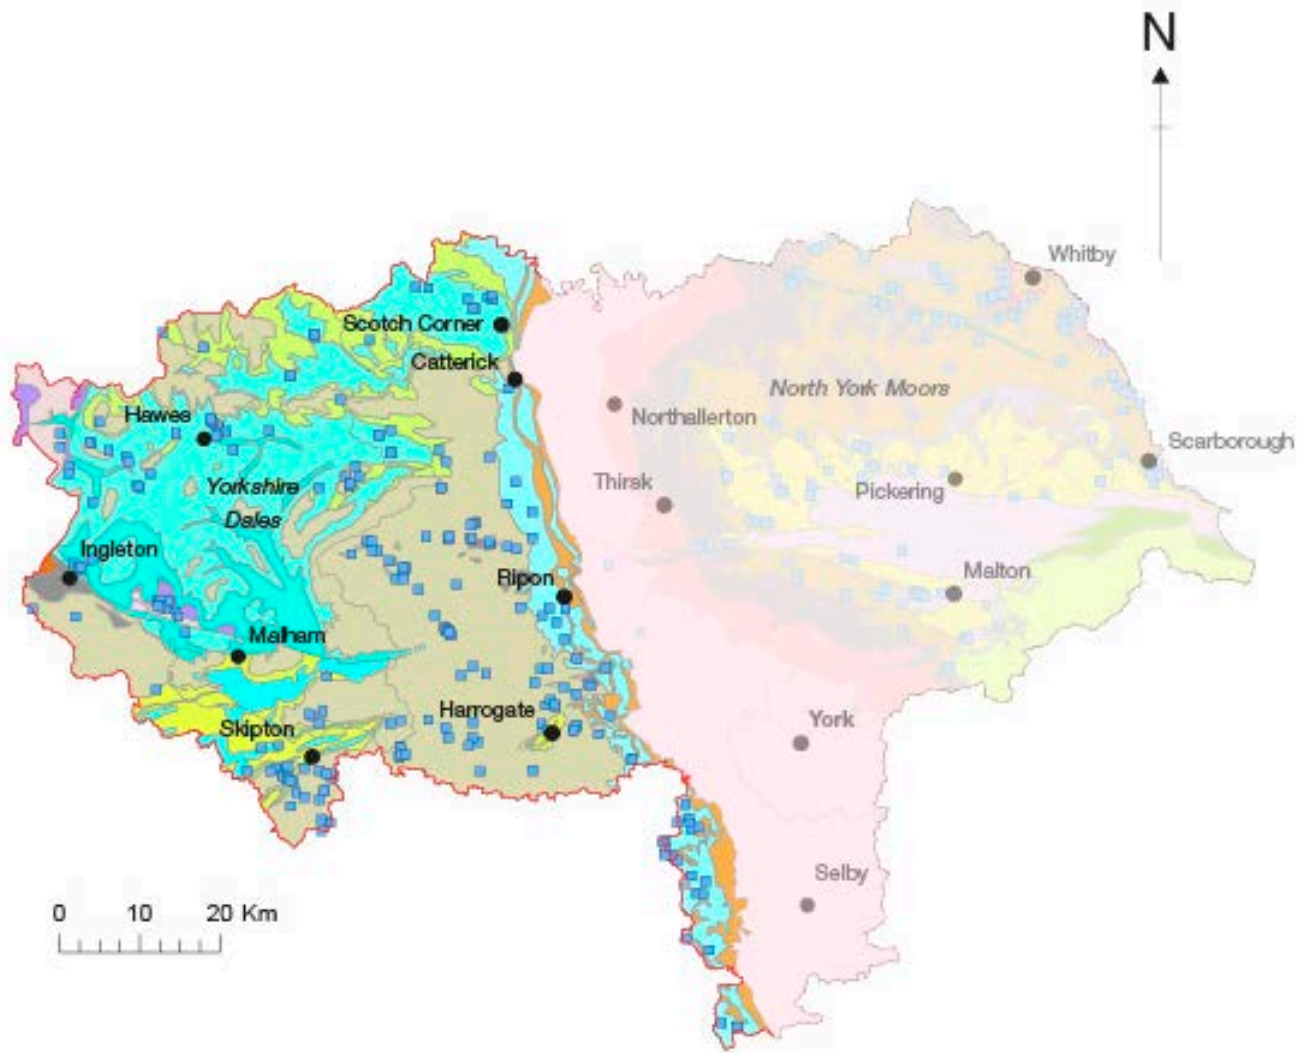 N
Whitby
Scotch Corner
Catterick
North York Moors
Northallerton
Hawes
Scarborough
Thirsk
Pickering
Yorkshire
Dales
Ingleton
Malton
Ripon
Malham
Harrogate
York
Skipton
Selby
0 10 20 Km